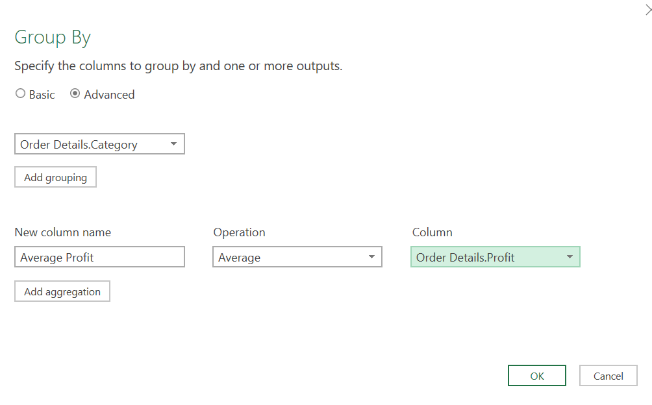 Group By
Specify the columns to group by and one or more outputs.
Basic Advanced
Order Details.Category
Add grouping
New column name Operation Column
Average Profit Average Order Details.Profit
Add aggregation
OK Cancel